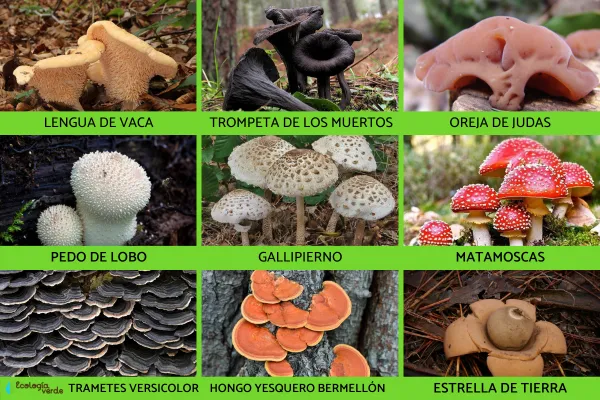 LENGUA DE VACA
TROMPETA DE LOS MUERTOS
OREJA DE JUDAS
PEDO DE LOBO
GALLIPIERNO
MATAMOSCAS
Ecología
verde
TRAMETES VERSICOLOR
HONGO YESQUERO BERMELLÓN
ESTRELLA DE TIERRA